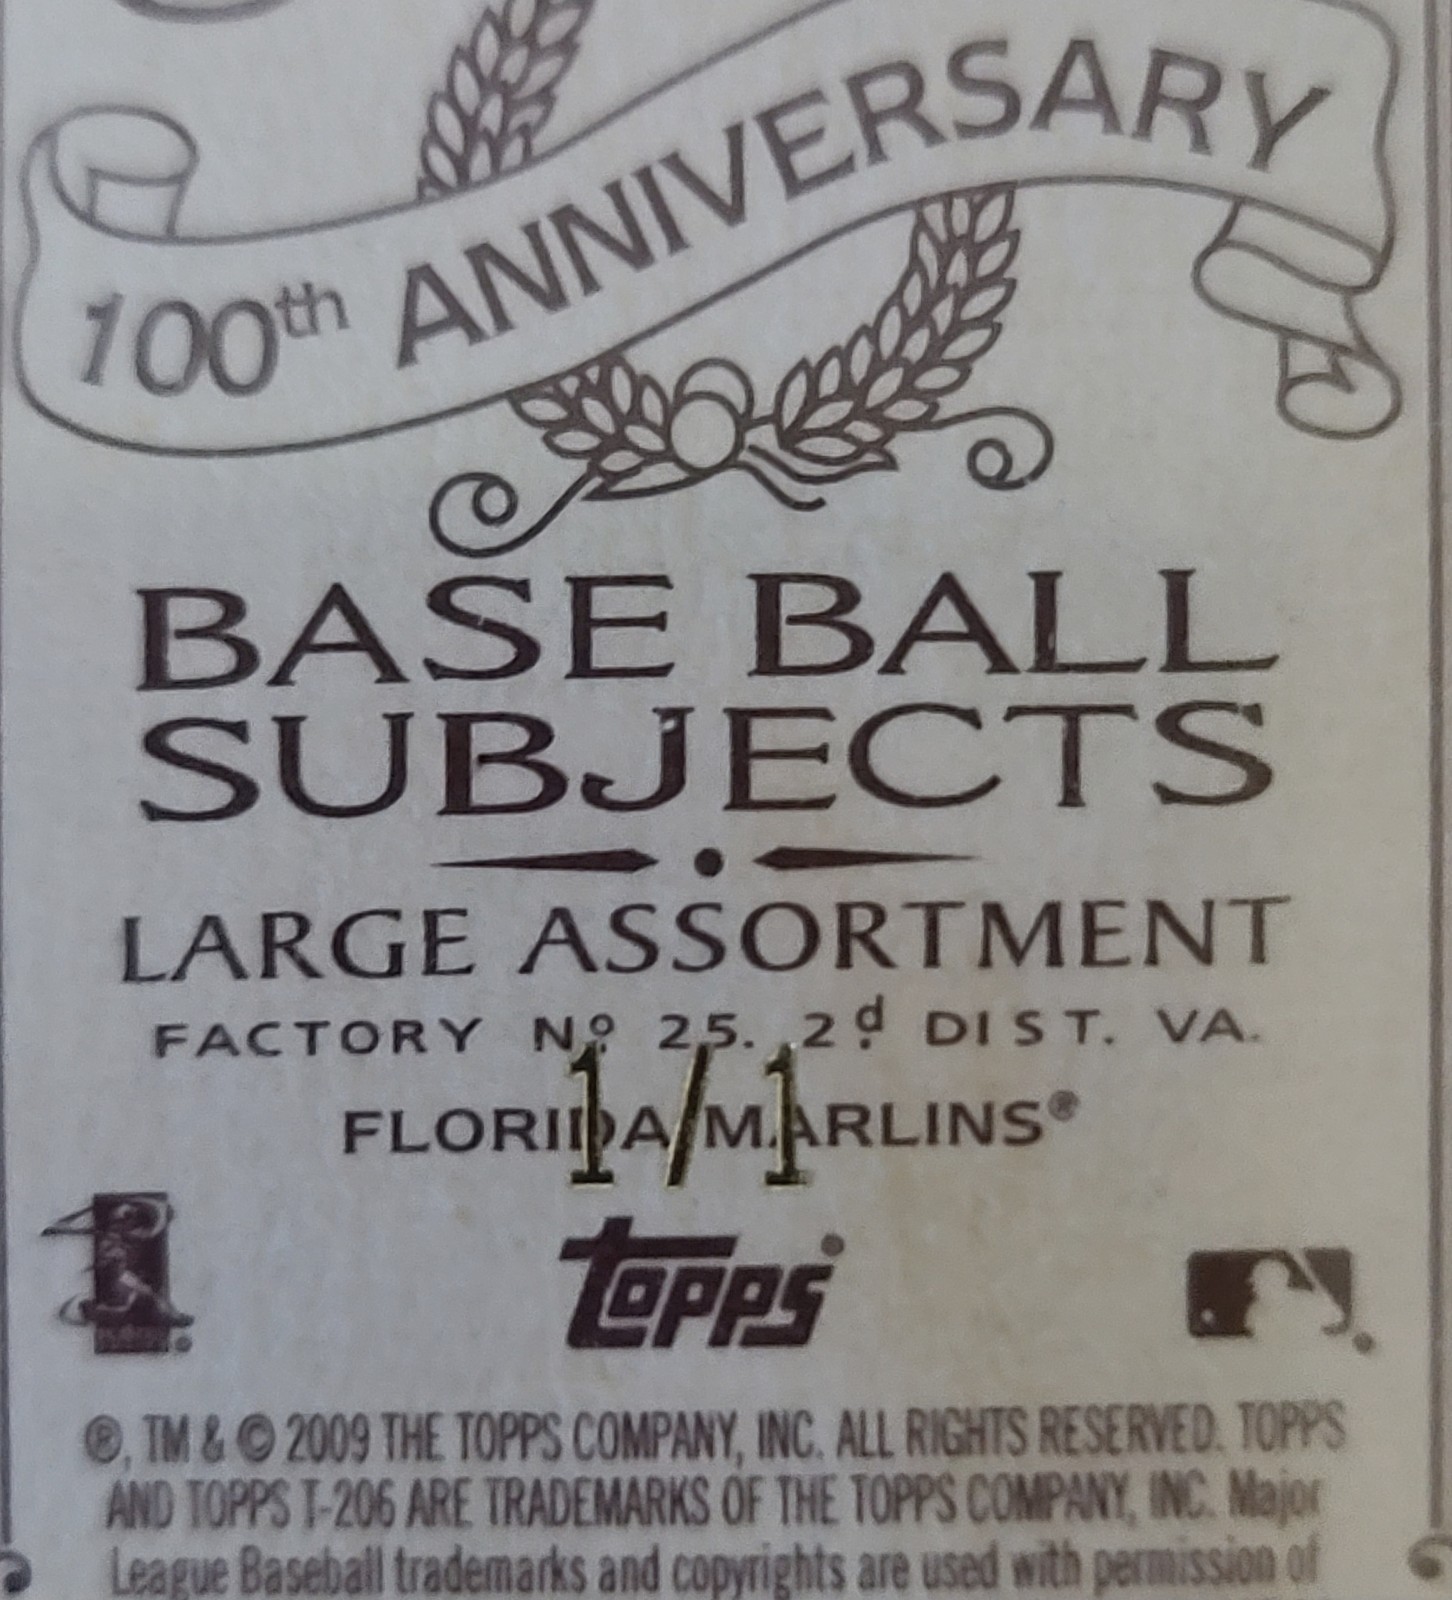 100th ANNIVERSARY
BASE BALL
SUBJECTS
LARGE ASSORTMENT
FACTORY Nº 25. 2d DIST. VA.
1/1
FLORIDA MARLINS®
topps
®, TM & © 2009 THE TOPPS COMPANY, INC. ALL RIGHTS RESERVED. TOPPS
AND TOPPS T-206 ARE TRADEMARKS OF THE TOPPS COMPANY, INC. Major
League Baseball trademarks and copyrights are used with permission of